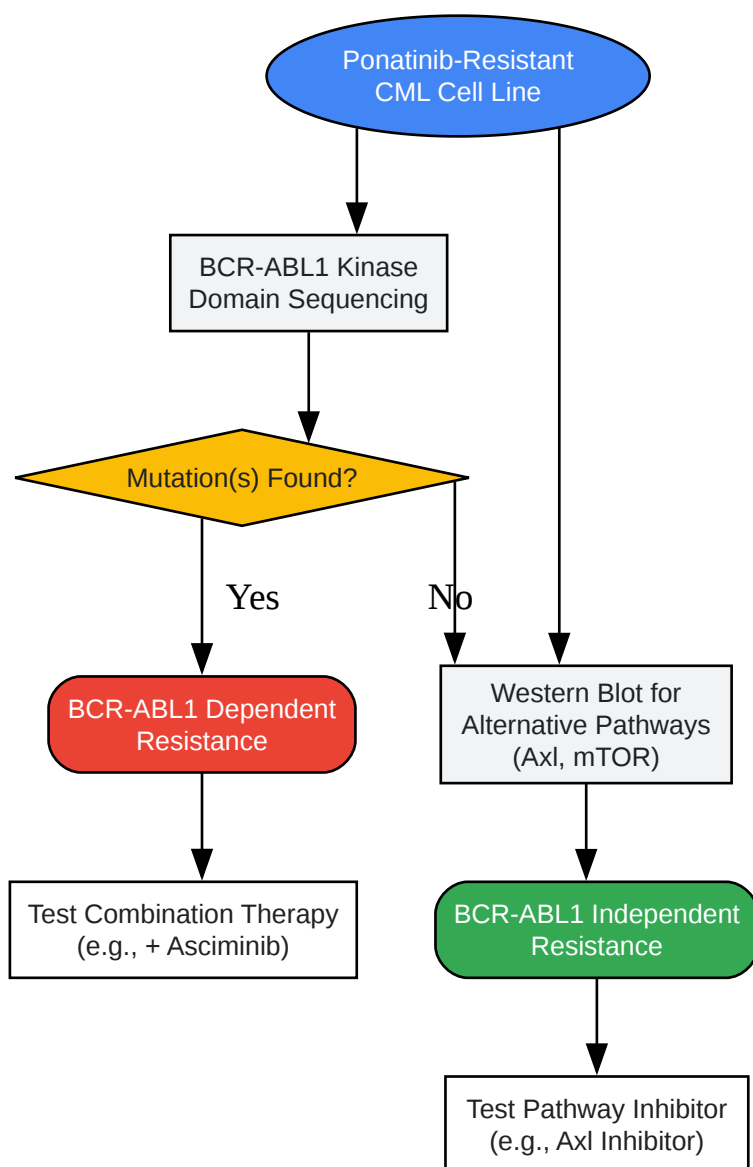 Ponatinib-Resistant
CML Cell Line
BCR-ABL1 Kinase
Domain Sequencing
Mutation(s) Found?
Yes
No
BCR-ABL1 Dependent
Resistance
Western Blot for
Alternative Pathways
(Axl, mTOR)
Test Combination Therapy
(e.g., + Asciminib)
BCR-ABL1 Independent
Resistance
Test Pathway Inhibitor
(e.g., Axl Inhibitor)